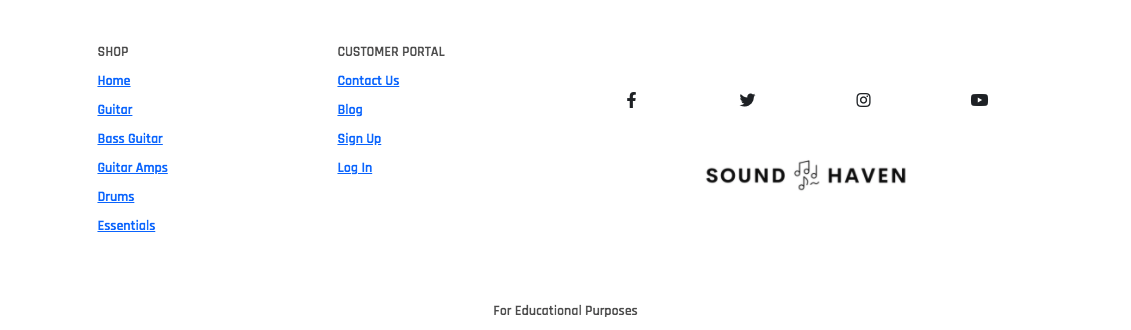 SHOP
Home
Guitar
Bass Guitar
Guitar Amps
Drums
Essentials
CUSTOMER PORTAL
Contact Us
Blog
Sign Up
Log In
SOUND HAVEN
For Educational Purposes